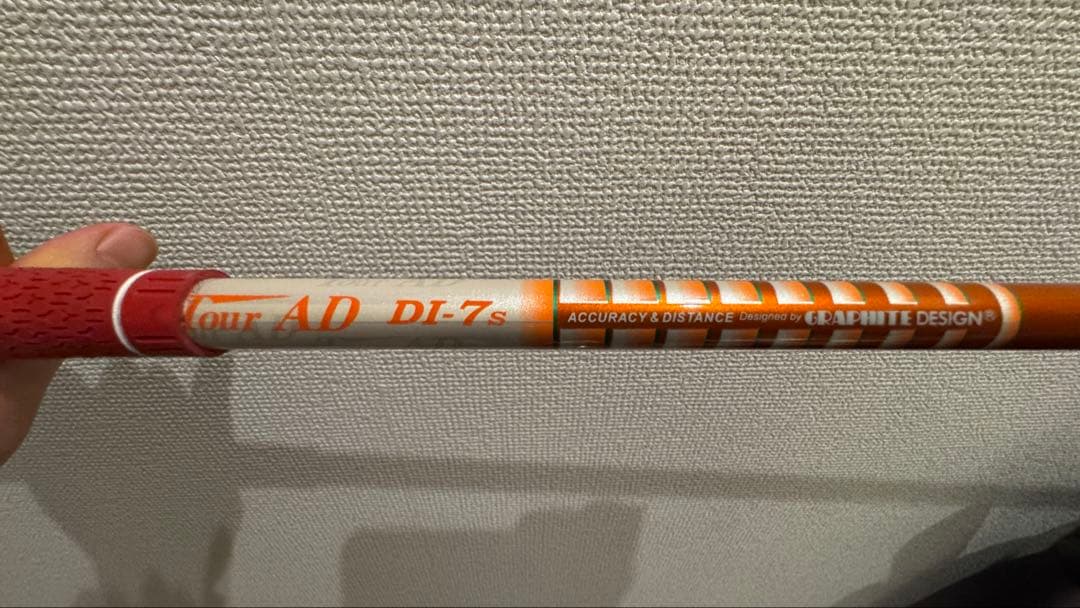 Tour AD DI-7s
ACCURACY & DISTANCE Designed by GRAPHITE DESIGN®